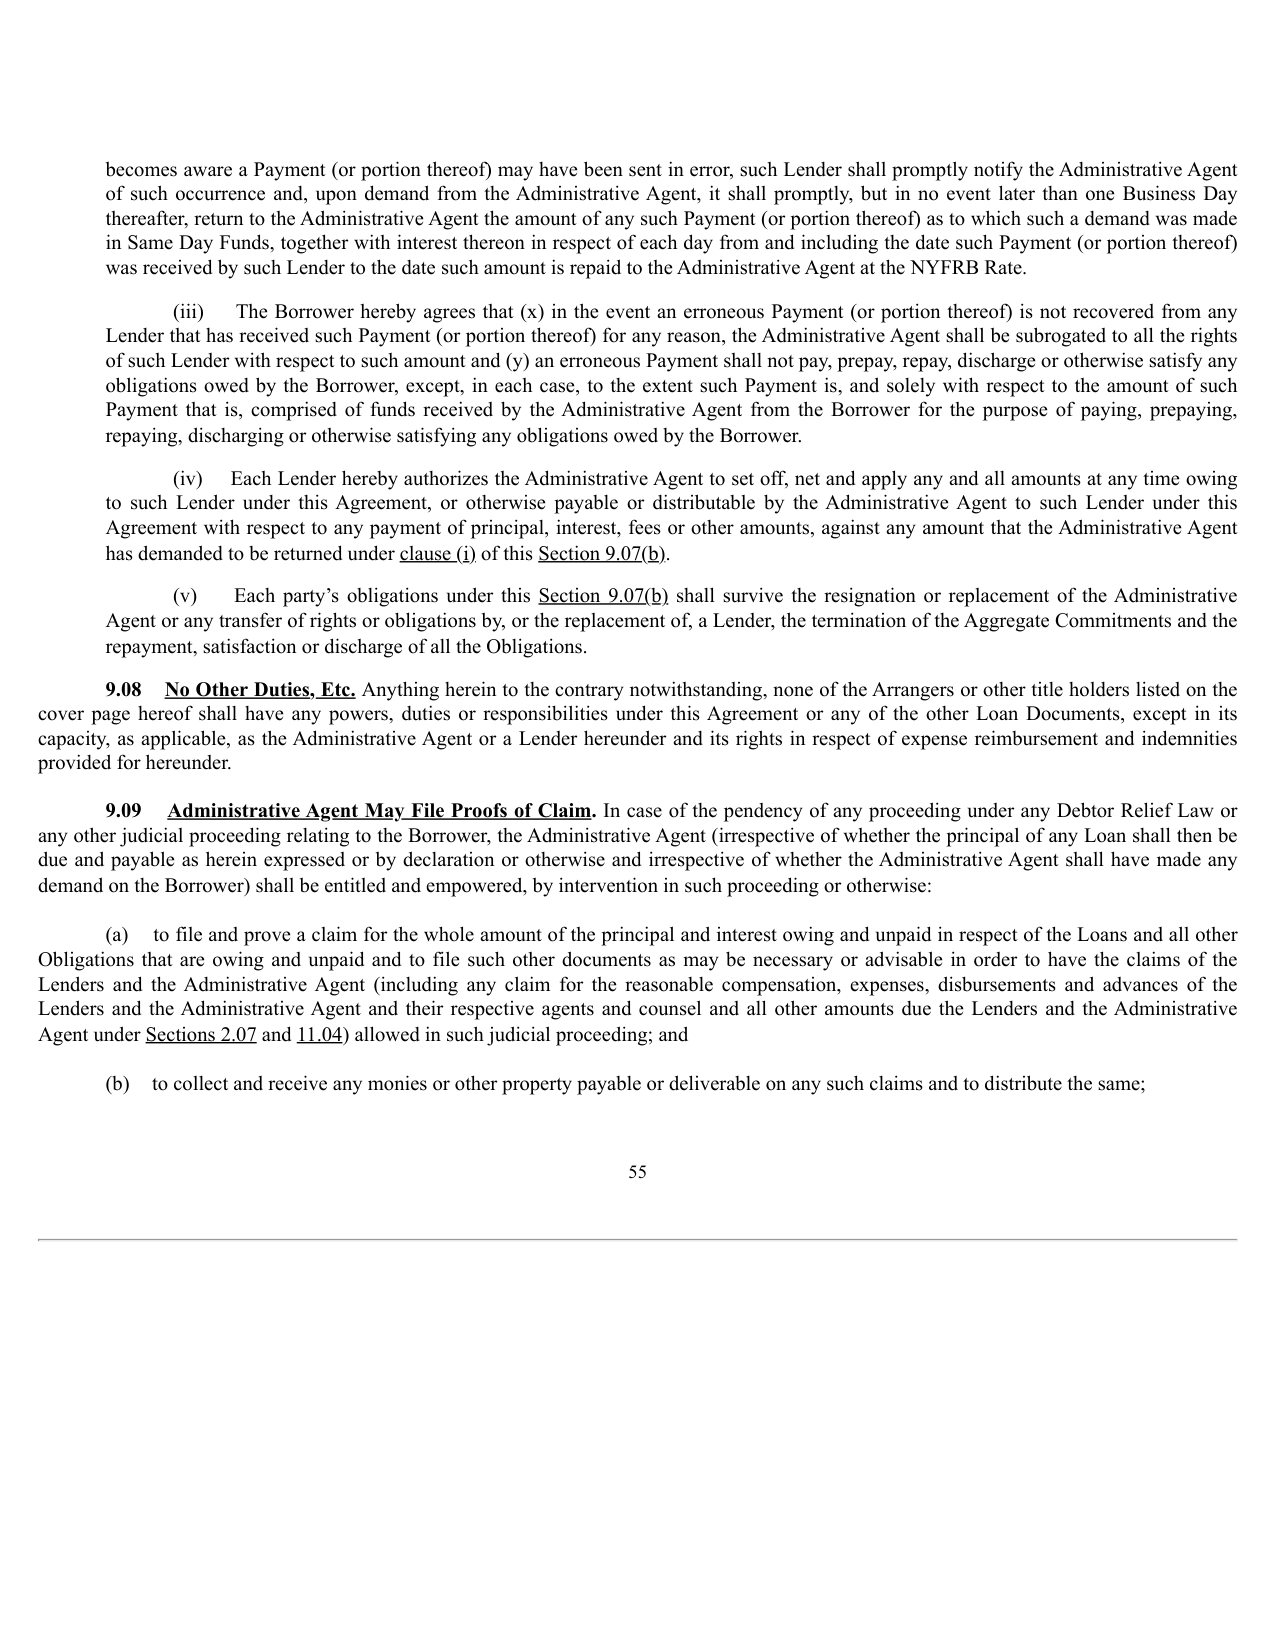 becomes aware a Payment (or portion thereof) may have been sent in error, such Lender shall promptly notify the Administrative Agent
of such occurrence and, upon demand from the Administrative Agent, it shall promptly, but in no event later than one Business Day
thereafter, return to the Administrative Agent the amount of any such Payment (or portion thereof) as to which such a demand was made
in Same Day Funds, together with interest thereon in respect of each day from and including the date such Payment (or portion thereof)
was received by such Lender to the date such amount is repaid to the Administrative Agent at the NYFRB Rate.
(iii) The Borrower hereby agrees that (x) in the event an erroneous Payment (or portion thereof) is not recovered from any
Lender that has received such Payment (or portion thereof) for any reason, the Administrative Agent shall be subrogated to all the rights
of such Lender with respect to such amount and (y) an erroneous Payment shall not pay, prepay, repay, discharge or otherwise satisfy any
obligations owed by the Borrower, except, in each case, to the extent such Payment is, and solely with respect to the amount of such
Payment that is, comprised of funds received by the Administrative Agent from the Borrower for the purpose of paying, prepaying,
repaying, discharging or otherwise satisfying any obligations owed by the Borrower.
(iv) Each Lender hereby authorizes the Administrative Agent to set off, net and apply any and all amounts at any time owing
to such Lender under this Agreement, or otherwise payable or distributable by the Administrative Agent to such Lender under this
Agreement with respect to any payment of principal, interest, fees or other amounts, against any amount that the Administrative Agent
has demanded to be returned under clause (i) of this Section 9.07(b).
(v) Each party’s obligations under this Section 9.07(b) shall survive the resignation or replacement of the Administrative
Agent or any transfer of rights or obligations by, or the replacement of, a Lender, the termination of the Aggregate Commitments and the
repayment, satisfaction or discharge of all the Obligations.
9.08 No Other Duties, Etc. Anything herein to the contrary notwithstanding, none of the Arrangers or other title holders listed on the
cover page hereof shall have any powers, duties or responsibilities under this Agreement or any of the other Loan Documents, except in its
capacity, as applicable, as the Administrative Agent or a Lender hereunder and its rights in respect of expense reimbursement and indemnities
provided for hereunder.
9.09 Administrative Agent May File Proofs of Claim. In case of the pendency of any proceeding under any Debtor Relief Law or
any other judicial proceeding relating to the Borrower, the Administrative Agent (irrespective of whether the principal of any Loan shall then be
due and payable as herein expressed or by declaration or otherwise and irrespective of whether the Administrative Agent shall have made any
demand on the Borrower) shall be entitled and empowered, by intervention in such proceeding or otherwise:
(a) to file and prove a claim for the whole amount of the principal and interest owing and unpaid in respect of the Loans and all other
Obligations that are owing and unpaid and to file such other documents as may be necessary or advisable in order to have the claims of the
Lenders and the Administrative Agent (including any claim for the reasonable compensation, expenses, disbursements and advances of the
Lenders and the Administrative Agent and their respective agents and counsel and all other amounts due the Lenders and the Administrative
Agent under Sections 2.07 and 11.04) allowed in such judicial proceeding; and
(b) to collect and receive any monies or other property payable or deliverable on any such claims and to distribute the same;
55